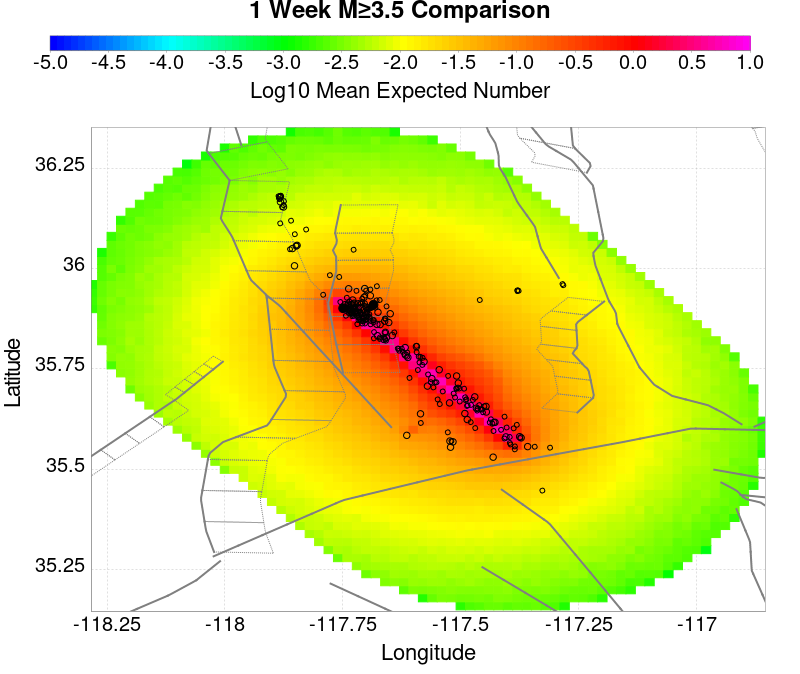 1 Week M≥3.5 Comparison
-5.0 -4.5 -4.0 -3.5 -3.0 -2.5 -2.0 -1.5 -1.0 -0.5 0.0 0.5 1.0
Log10 Mean Expected Number
36.25
36
35.75
35.5
35.25
Latitude
-118.25 -118 -117.75 -117.5 -117.25 -117
Longitude